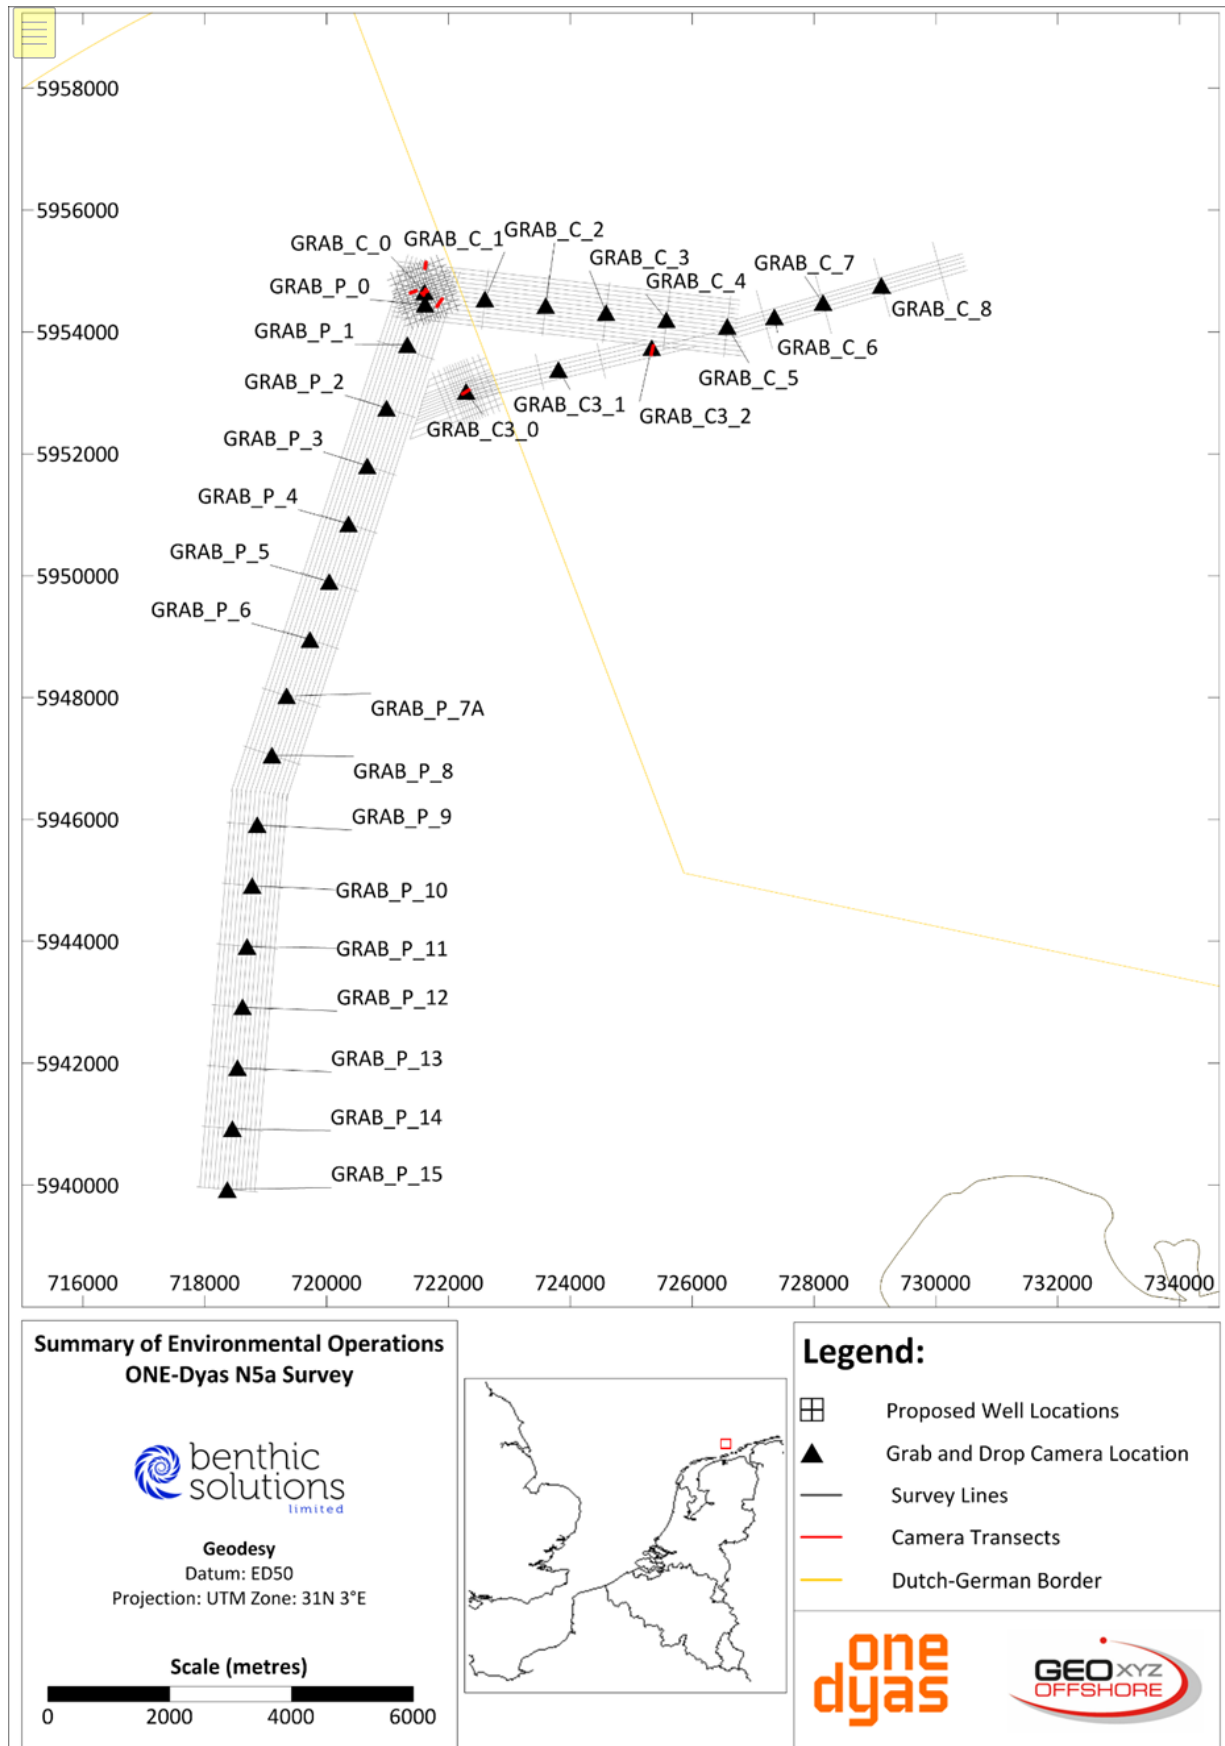 5958000
5956000
5954000
5952000
5950000
5948000
5946000
5944000
5942000
5940000
GRAB_C_0
GRAB_C_1
GRAB_C_2
GRAB_C_3
GRAB_C_4
GRAB_C_7
GRAB_C_8
GRAB_C_6
GRAB_C_5
GRAB_P_0
GRAB_P_1
GRAB_C3_0
GRAB_C3_1
GRAB_C3_2
GRAB_P_2
GRAB_P_3
GRAB_P_4
GRAB_P_5
GRAB_P_6
GRAB_P_7A
GRAB_P_8
GRAB_P_9
GRAB_P_10
GRAB_P_11
GRAB_P_12
GRAB_P_13
GRAB_P_14
GRAB_P_15
716000 718000 720000 722000 724000 726000 728000 730000 732000 734000
Summary of Environmental Operations
ONE-Dyas N5a Survey
benthic
solutions
limited
Geodesy
Datum: ED50
Projection: UTM Zone: 31N 3°E
Scale (metres)
0 2000 4000 6000
Legend:
Proposed Well Locations
Grab and Drop Camera Location
Survey Lines
Camera Transects
Dutch-German Border
one
dyas
GEO XYZ
OFFSHORE